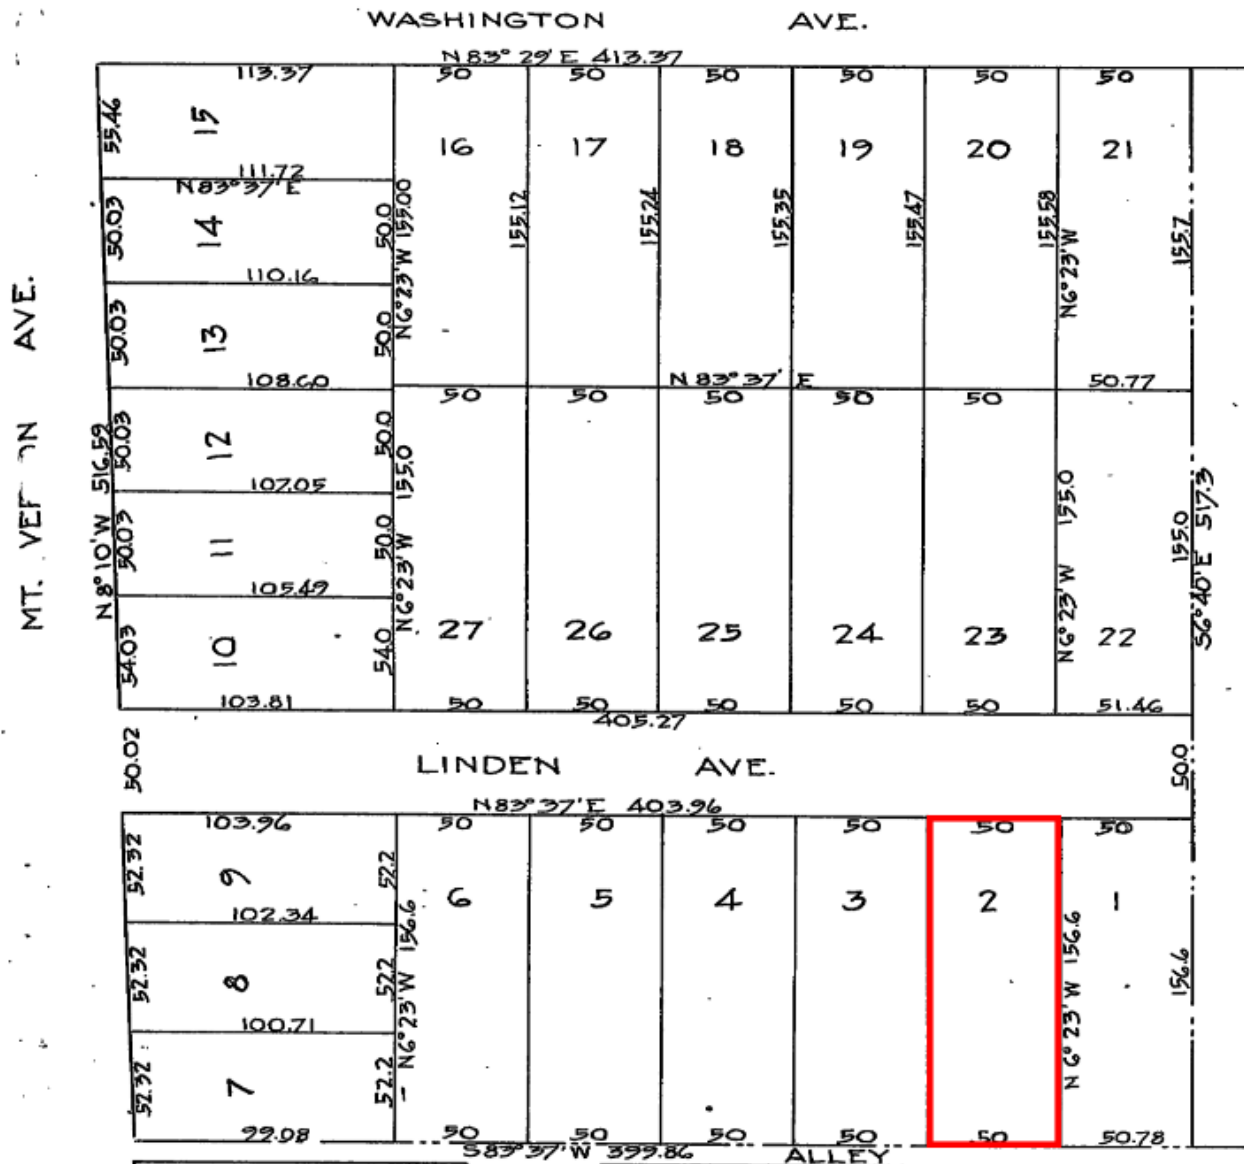 WASHINGTON AVE.
N 83° 29' E 413.37
113.37 50 50 50 50 50 50
55.46 15 16 17 18 19 20 21
111.72
N 83° 37' E
50.03 14 50.0 N 6° 23' W 155.00 155.12 155.24 155.35 155.47 155.58 N 6° 23' W 155.7
110.16
50.03 13 50.0
108.60 N 83° 37' E 50.77
50 50 50 50 50
MT. VE N AVE.
N 8° 10' W 516.59
50.03 12 50.0 N 6° 23' W 155.0 N 6° 23' W 155.0 155.0 S 6° 40' E 517.3
107.05
50.03 11 50.0
105.49
54.03 10 54.0 27 26 25 24 23 22
103.81 50 50 50 50 50 51.46
405.27
50.02 LINDEN AVE. 50.0
N 83° 37' E 403.96
103.96 50 50 50 50 50 50
52.32 9 52.2 6 5 4 3 2 1
102.34
52.32 8 52.2 N 6° 23' W 156.6 N 6° 23' W 156.6 156.6
100.71
52.32 7 52.2
99.08 50 50 50 50 50 50.78
S 83° 37' W 399.86 ALLEY